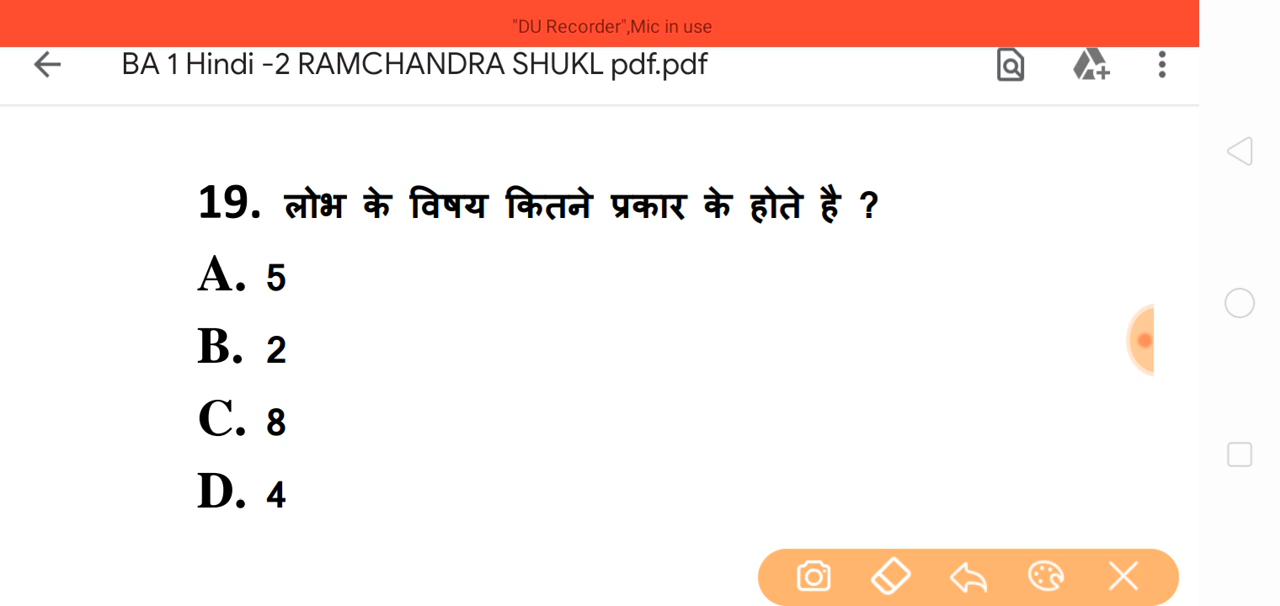 "DU Recorder",Mic in use
BA 1 Hindi -2 RAMCHANDRA SHUKL pdf.pdf
19. लोभ के विषय कितने प्रकार के होते है ?
A. 5
B. 2
C. 8
D. 4